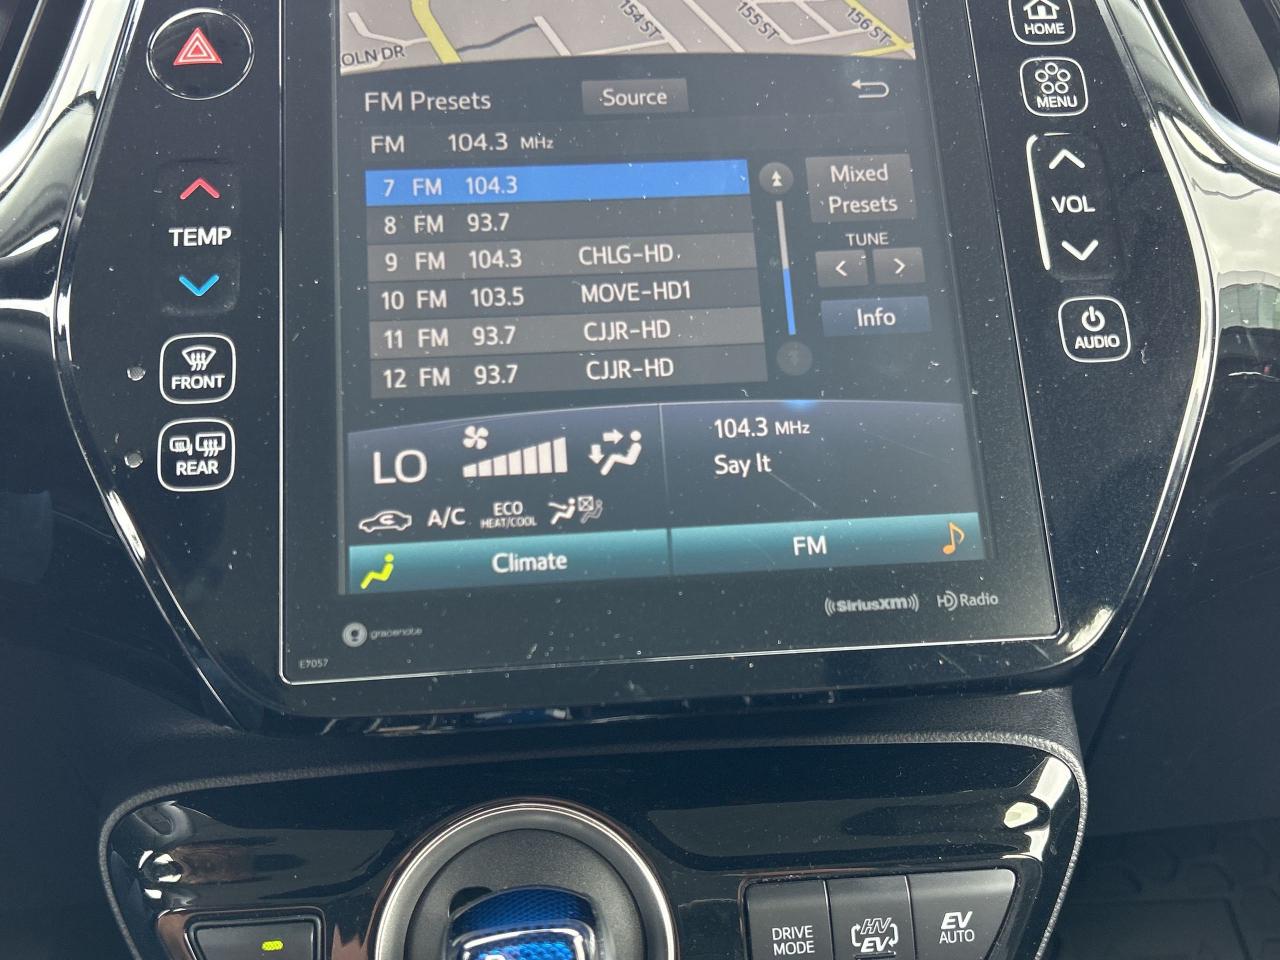 OLN DR
154 ST
155 ST
156 ST
HOME
FM Presets
Source
MENU
FM 104.3 MHz
7 FM 104.3
Mixed
Presets
8 FM 93.7
TEMP
VOL
TUNE
9 FM 104.3 CHLG-HD
< >
10 FM 103.5 MOVE-HD1
Info
11 FM 93.7 CJJR-HD
AUDIO
12 FM 93.7 CJJR-HD
FRONT
REAR
LO
104.3 MHz
Say It
A/C
ECO
HEAT/COOL
Climate
FM
((SiriusXM))
HD Radio
gracenote
E7057
DRIVE
MODE
HV
EV
EV
AUTO